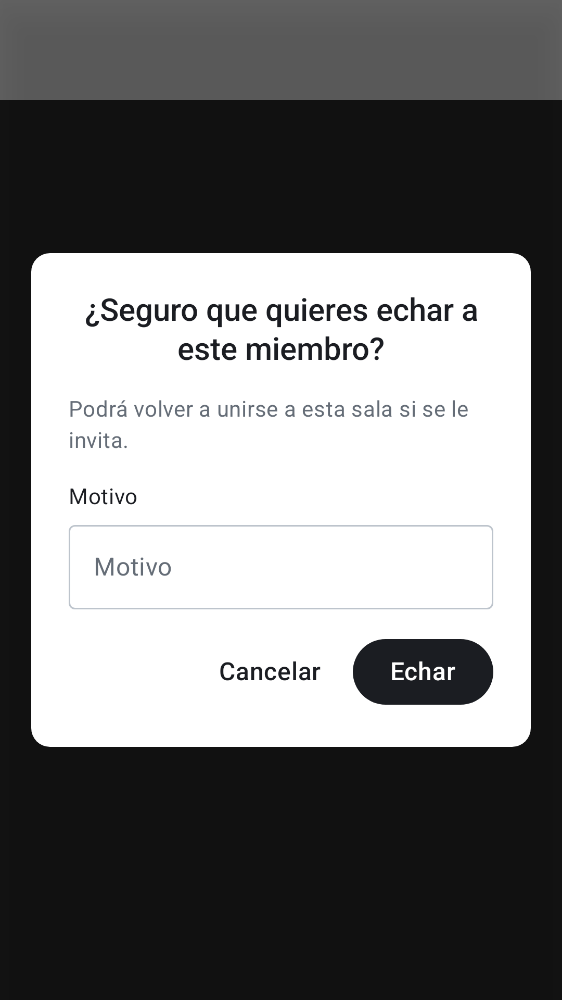 ¿Seguro que quieres echar a
este miembro?
Podrá volver a unirse a esta sala si se le
invita.
Motivo
Motivo
Cancelar
Echar